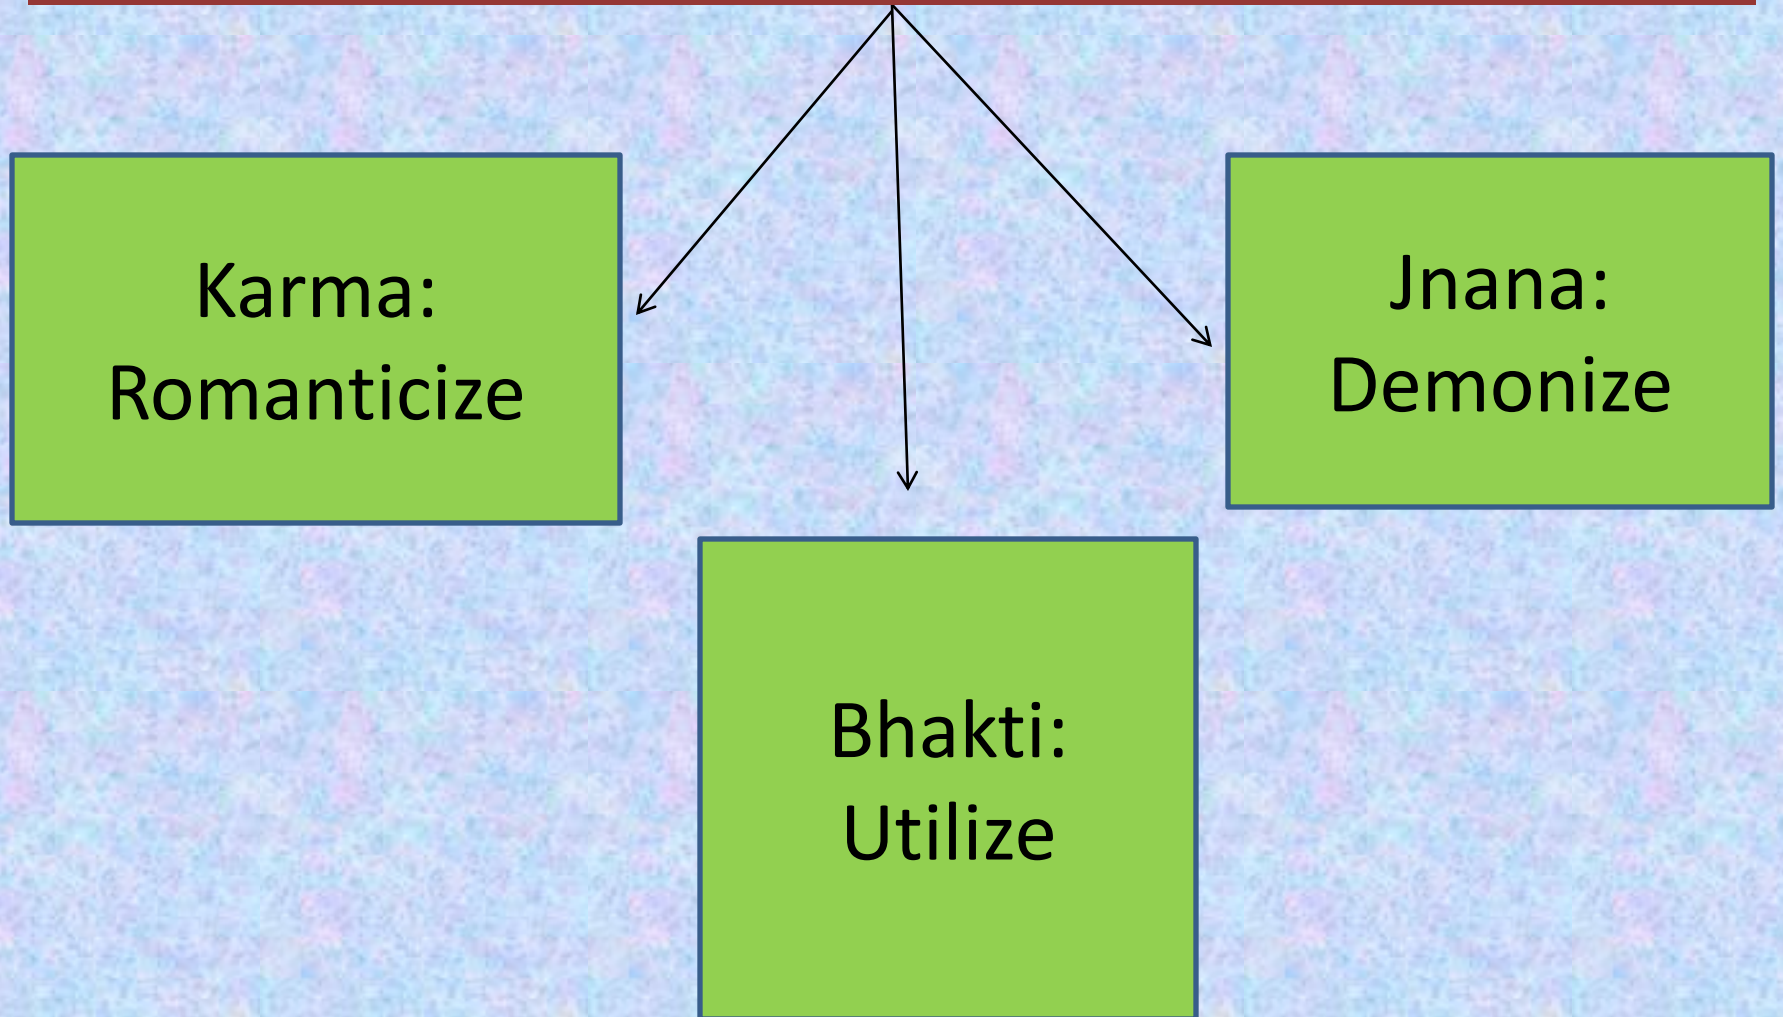 Karma:
Romanticize
Jnana:
Demonize
Bhakti:
Utilize